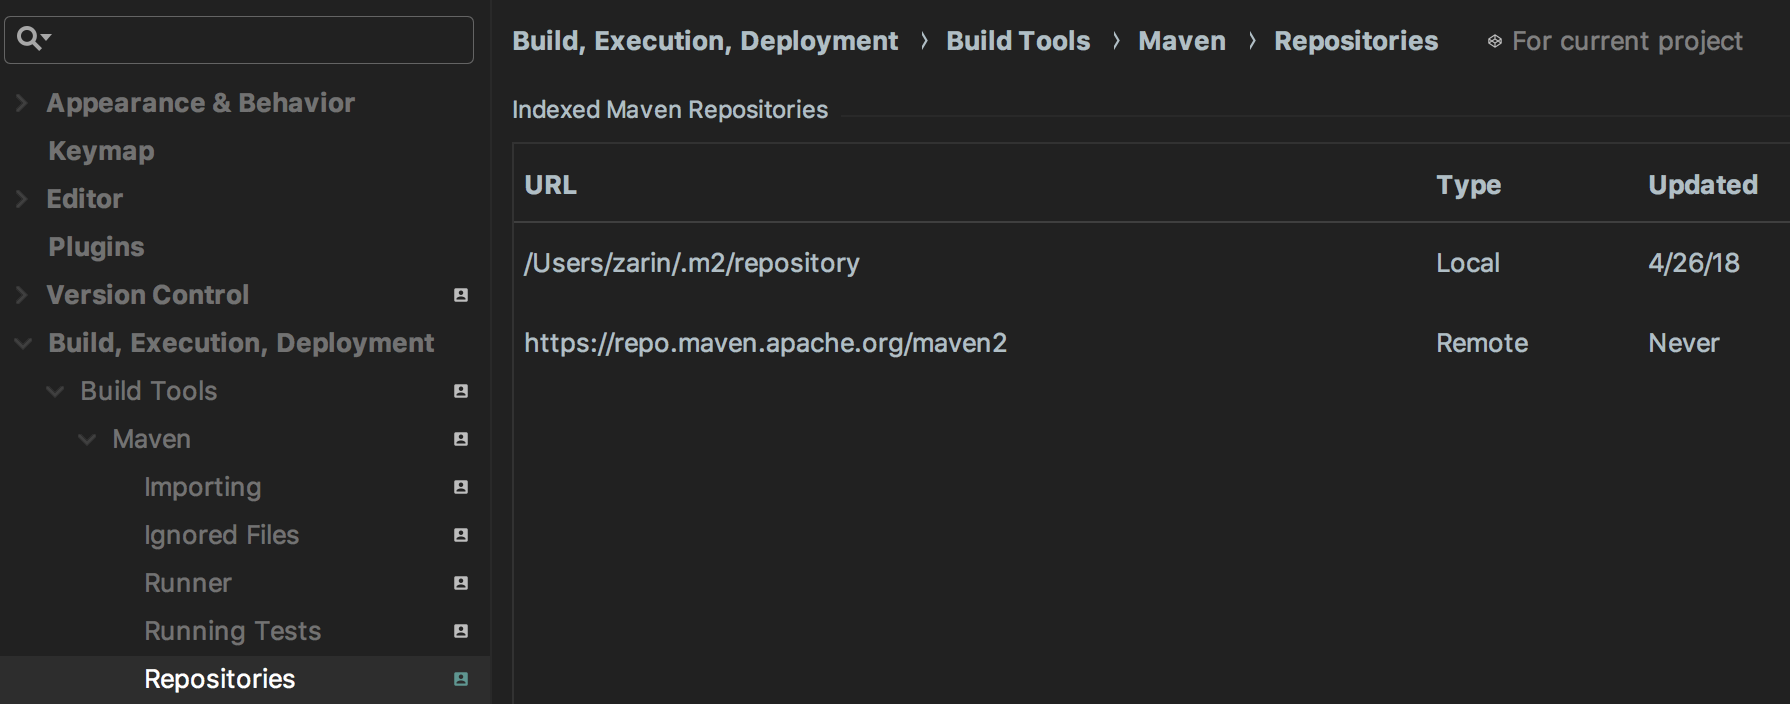 Build, Execution, Deployment › Build Tools › Maven › Repositories For current project
Appearance & Behavior
Keymap
Editor
Plugins
Version Control
Build, Execution, Deployment
Build Tools
Maven
Importing
Ignored Files
Runner
Running Tests
Repositories
Indexed Maven Repositories
URL Type Updated
/Users/zarin/.m2/repository Local 4/26/18
https://repo.maven.apache.org/maven2 Remote Never